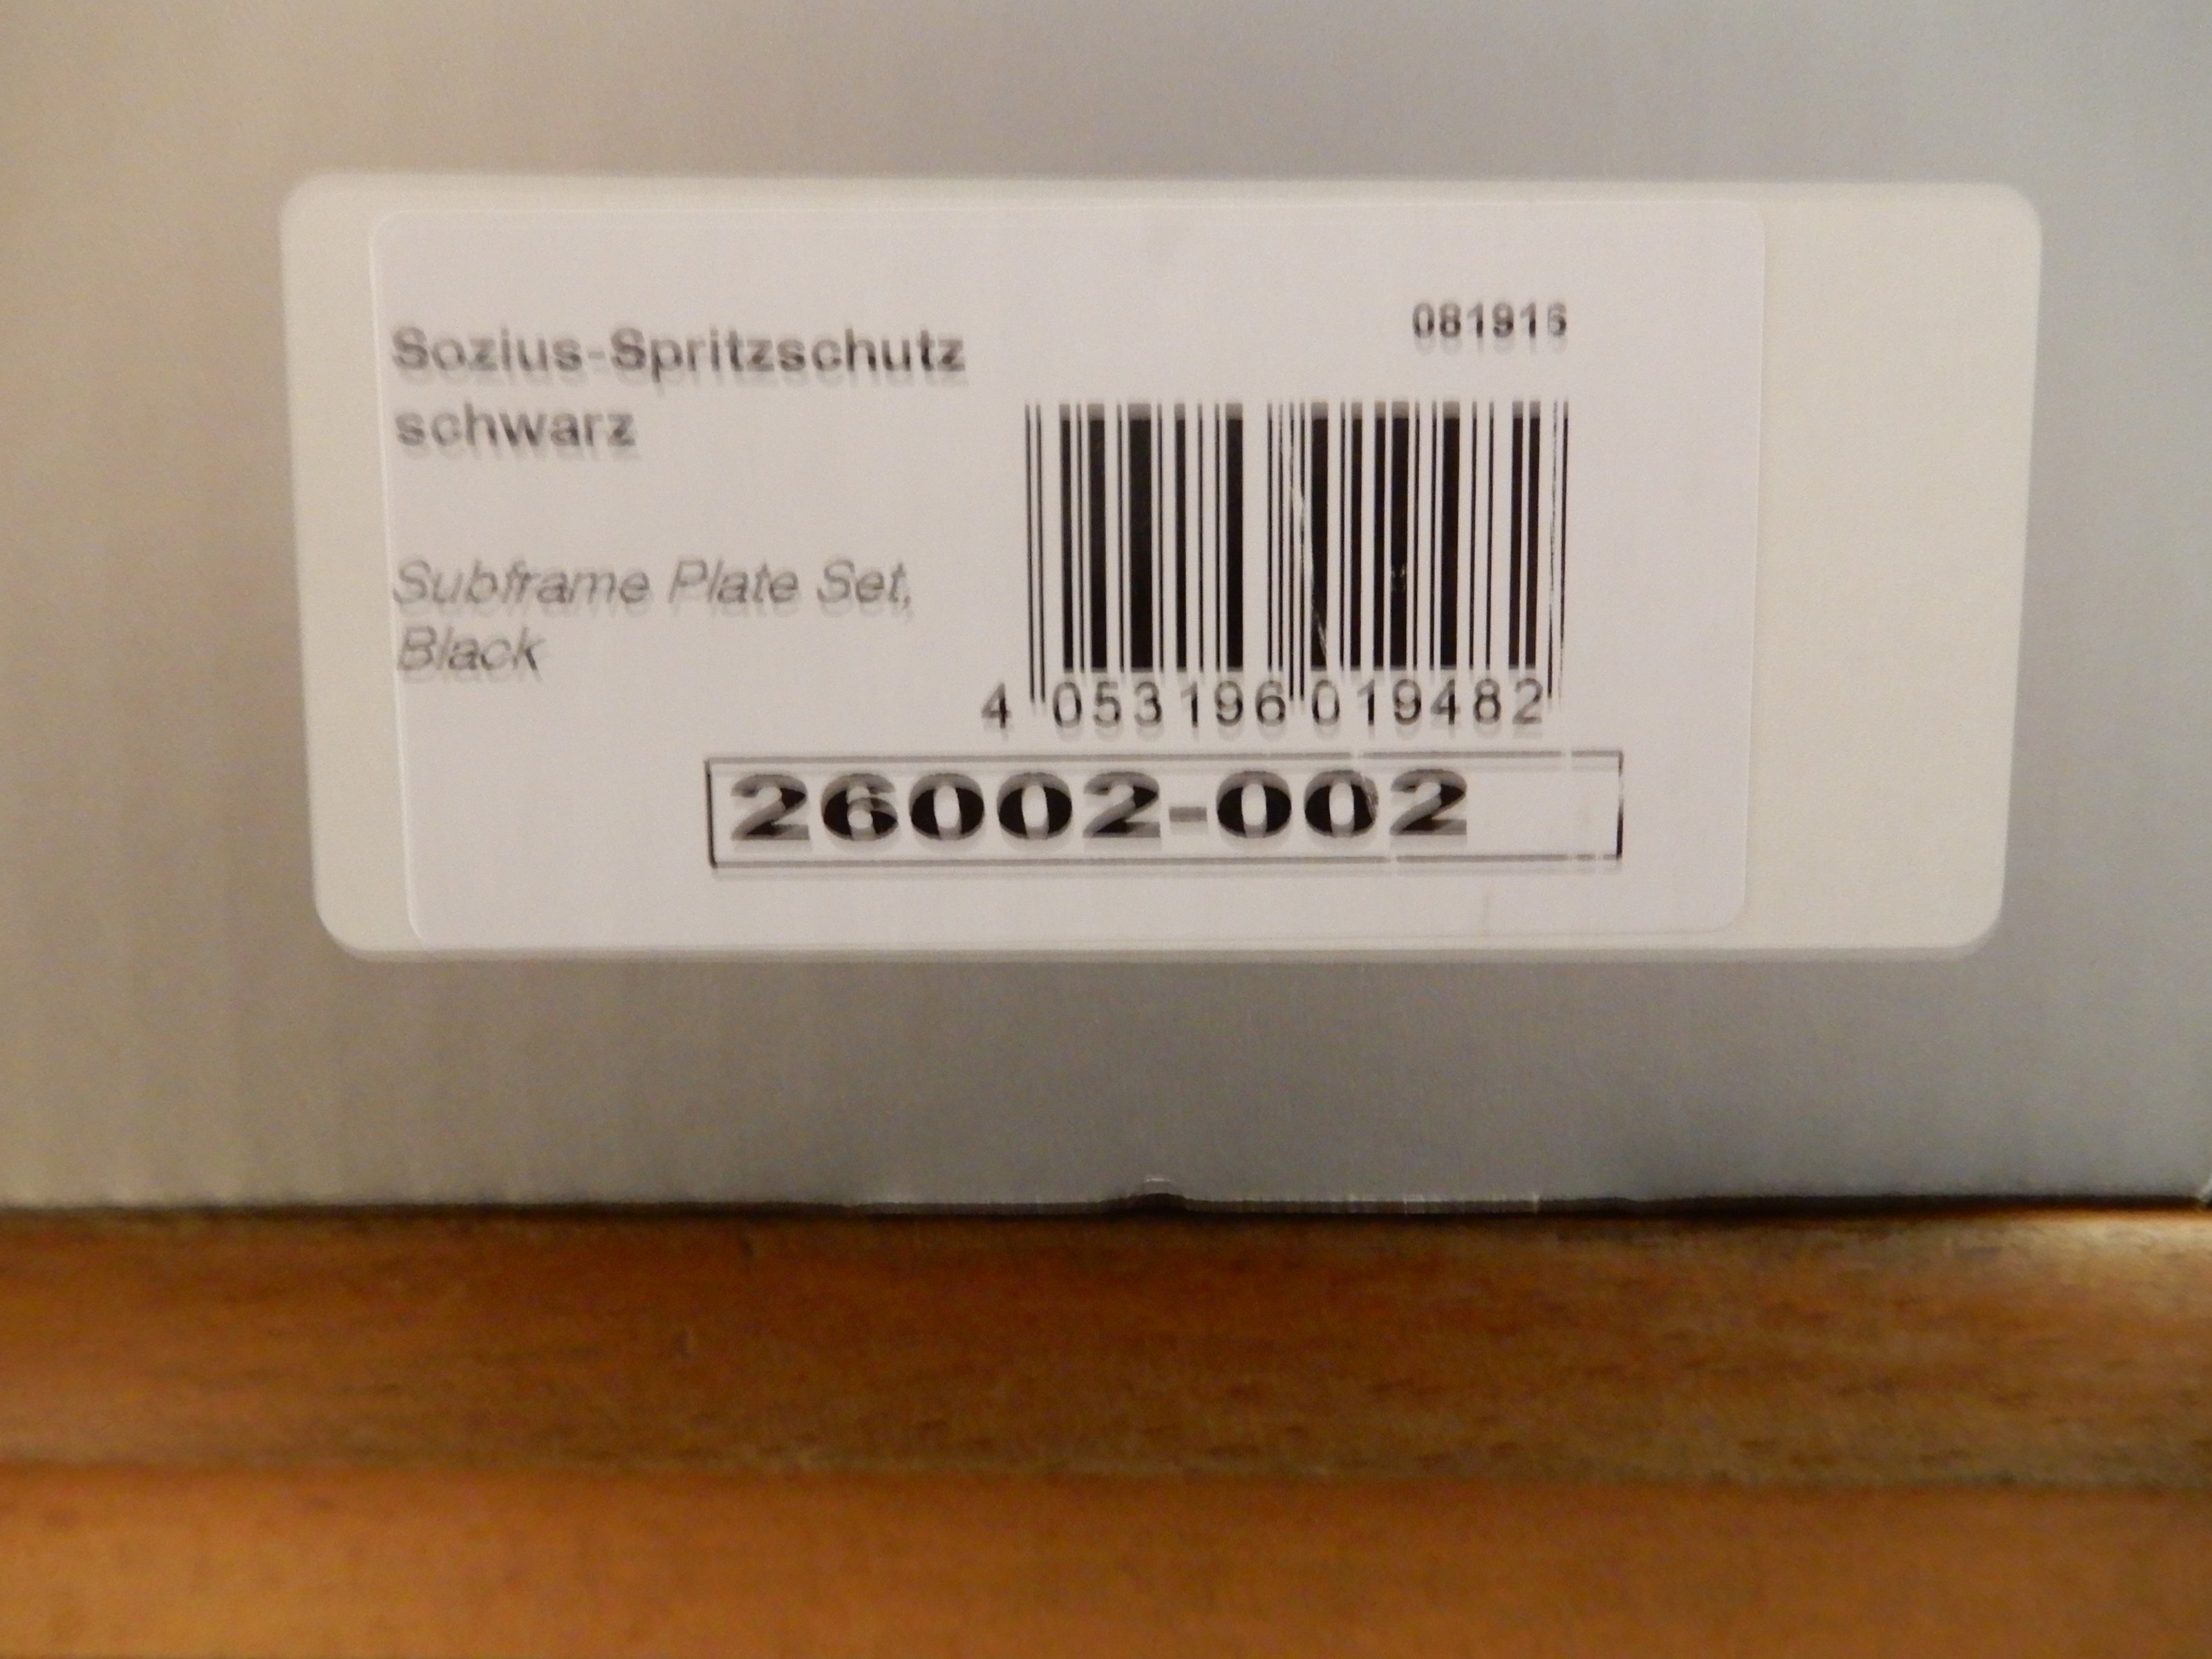 Sozius-Spritzschutz
schwarz
081916
Subframe Plate Set,
Black
4 053196 019482
26002-002